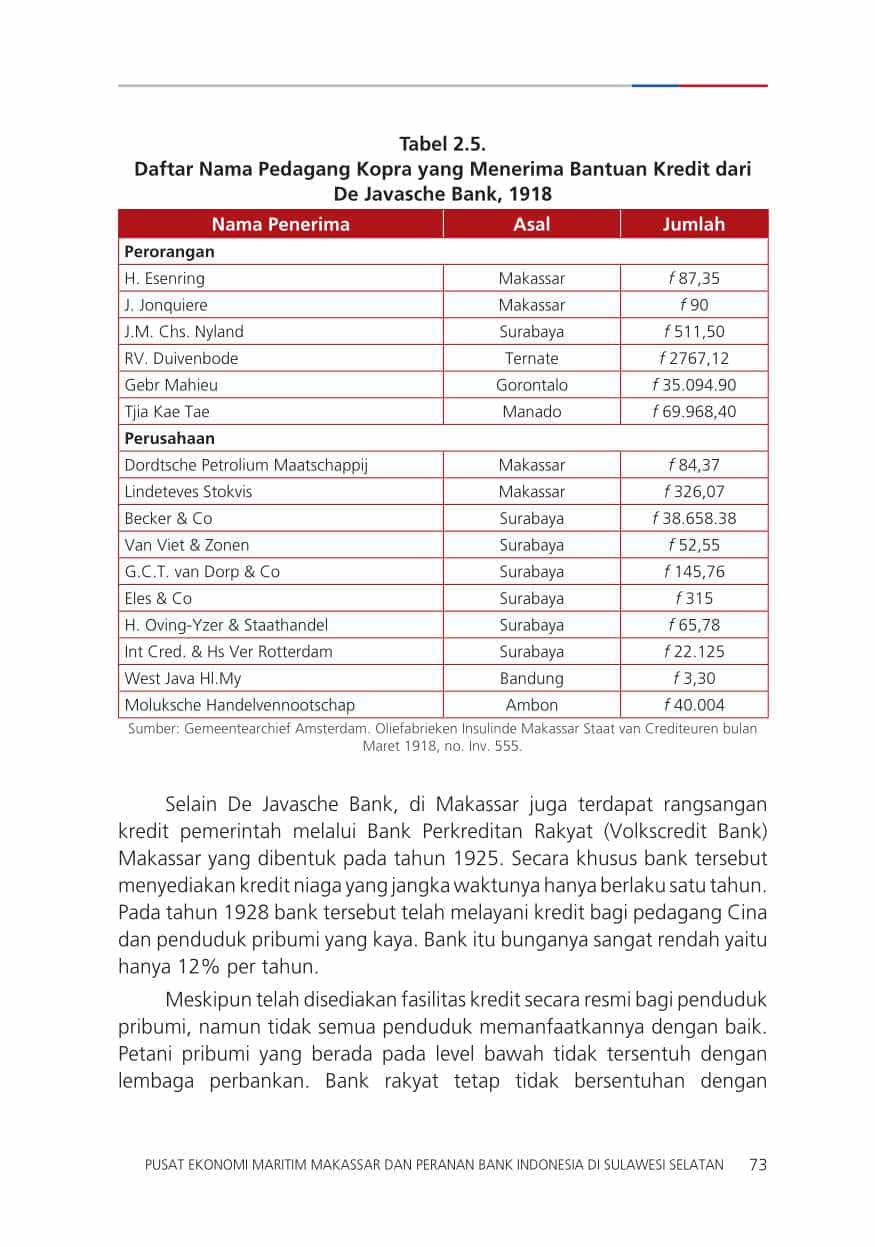 Tabel 2.5.
Daftar Nama Pedagang Kopra yang Menerima Bantuan Kredit dari
De Javasche Bank, 1918
Nama Penerima Asal Jumlah
Perorangan
H. Esenring Makassar f 87,35
J. Jonquiere Makassar f 90
J.M. Chs. Nyland Surabaya f 511,50
RV. Duivenbode Ternate f 2767,12
Gebr Mahieu Gorontalo f 35.094.90
Tjia Kae Tae Manado f 69.968,40
Perusahaan
Dordtsche Petrolium Maatschappij Makassar f 84,37
Lindeteves Stokvis Makassar f 326,07
Becker & Co Surabaya f 38.658.38
Van Viet & Zonen Surabaya f 52,55
G.C.T. van Dorp & Co Surabaya f 145,76
Eles & Co Surabaya f 315
H. Oving-Yzer & Staathandel Surabaya f 65,78
Int Cred. & Hs Ver Rotterdam Surabaya f 22.125
West Java Hl.My Bandung f 3,30
Moluksche Handelvennootschap Ambon f 40.004
Sumber: Gemeentearchief Amsterdam. Oliefabrieken Insulinde Makassar Staat van Crediteuren bulan
Maret 1918, no. Inv. 555.
Selain De Javasche Bank, di Makassar juga terdapat rangsangan
kredit pemerintah melalui Bank Perkreditan Rakyat (Volkscredit Bank)
Makassar yang dibentuk pada tahun 1925. Secara khusus bank tersebut
menyediakan kredit niaga yang jangka waktunya hanya berlaku satu tahun.
Pada tahun 1928 bank tersebut telah melayani kredit bagi pedagang Cina
dan penduduk pribumi yang kaya. Bank itu bunganya sangat rendah yaitu
hanya 12% per tahun.
Meskipun telah disediakan fasilitas kredit secara resmi bagi penduduk
pribumi, namun tidak semua penduduk memanfaatkannya dengan baik.
Petani pribumi yang berada pada level bawah tidak tersentuh dengan
lembaga perbankan. Bank rakyat tetap tidak bersentuhan dengan
PUSAT EKONOMI MARITIM MAKASSAR DAN PERANAN BANK INDONESIA DI SULAWESI SELATAN 73